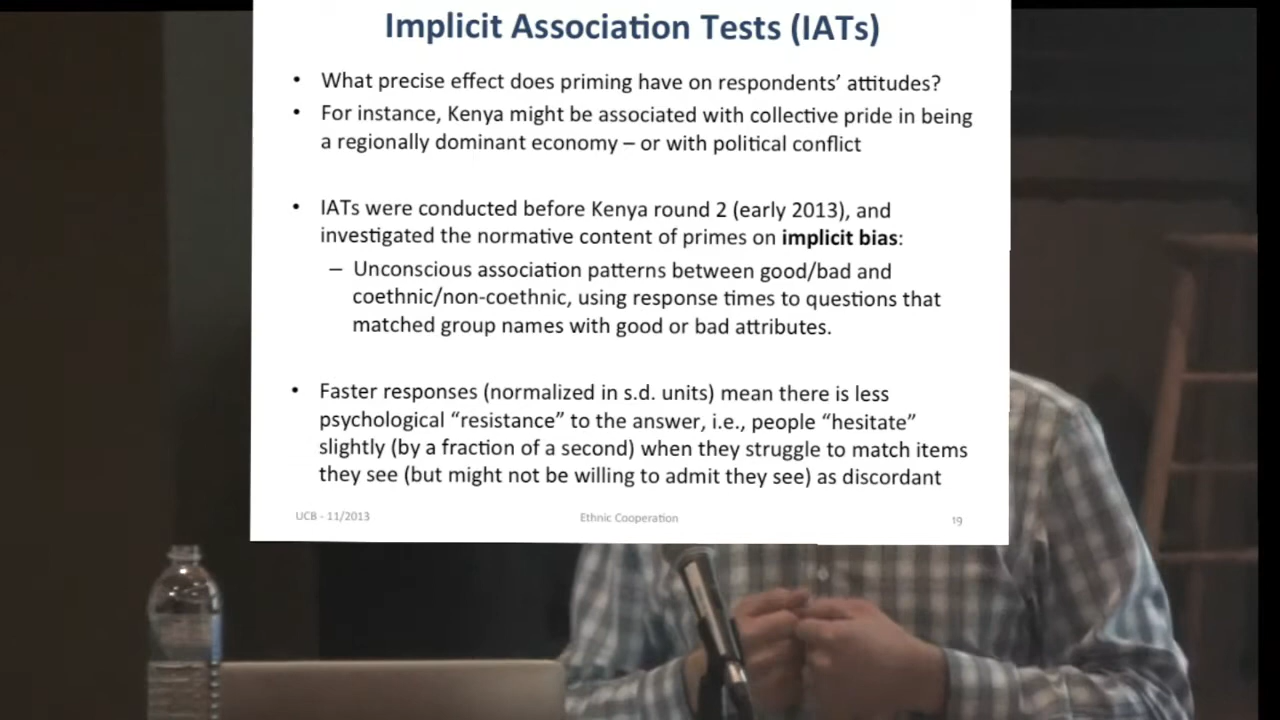 Implicit Association Tests (IATs)
• What precise effect does priming have on respondents’ attitudes?
• For instance, Kenya might be associated with collective pride in being
a regionally dominant economy – or with political conflict
• IATs were conducted before Kenya round 2 (early 2013), and
investigated the normative content of primes on implicit bias:
– Unconscious association patterns between good/bad and
coethnic/non-coethnic, using response times to questions that
matched group names with good or bad attributes.
• Faster responses (normalized in s.d. units) mean there is less
psychological “resistance” to the answer, i.e., people “hesitate”
slightly (by a fraction of a second) when they struggle to match items
they see (but might not be willing to admit they see) as discordant
UCB - 11/2013
Ethnic Cooperation
19